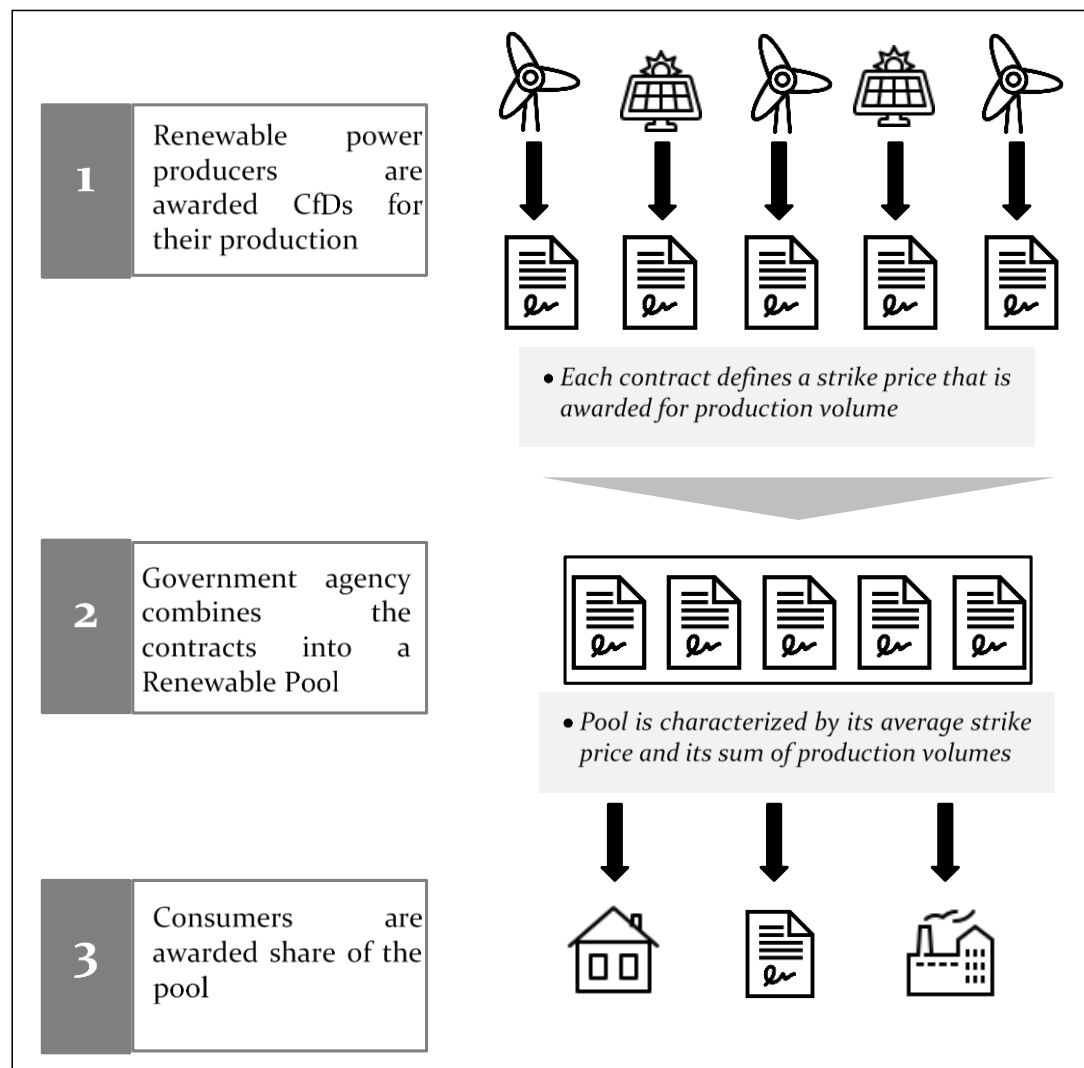 1
Renewable power
producers are
awarded CfDs for
their production
• Each contract defines a strike price that is
awarded for production volume
2
Government agency
combines the
contracts into a
Renewable Pool
• Pool is characterized by its average strike
price and its sum of production volumes
3
Consumers are
awarded share of the
pool